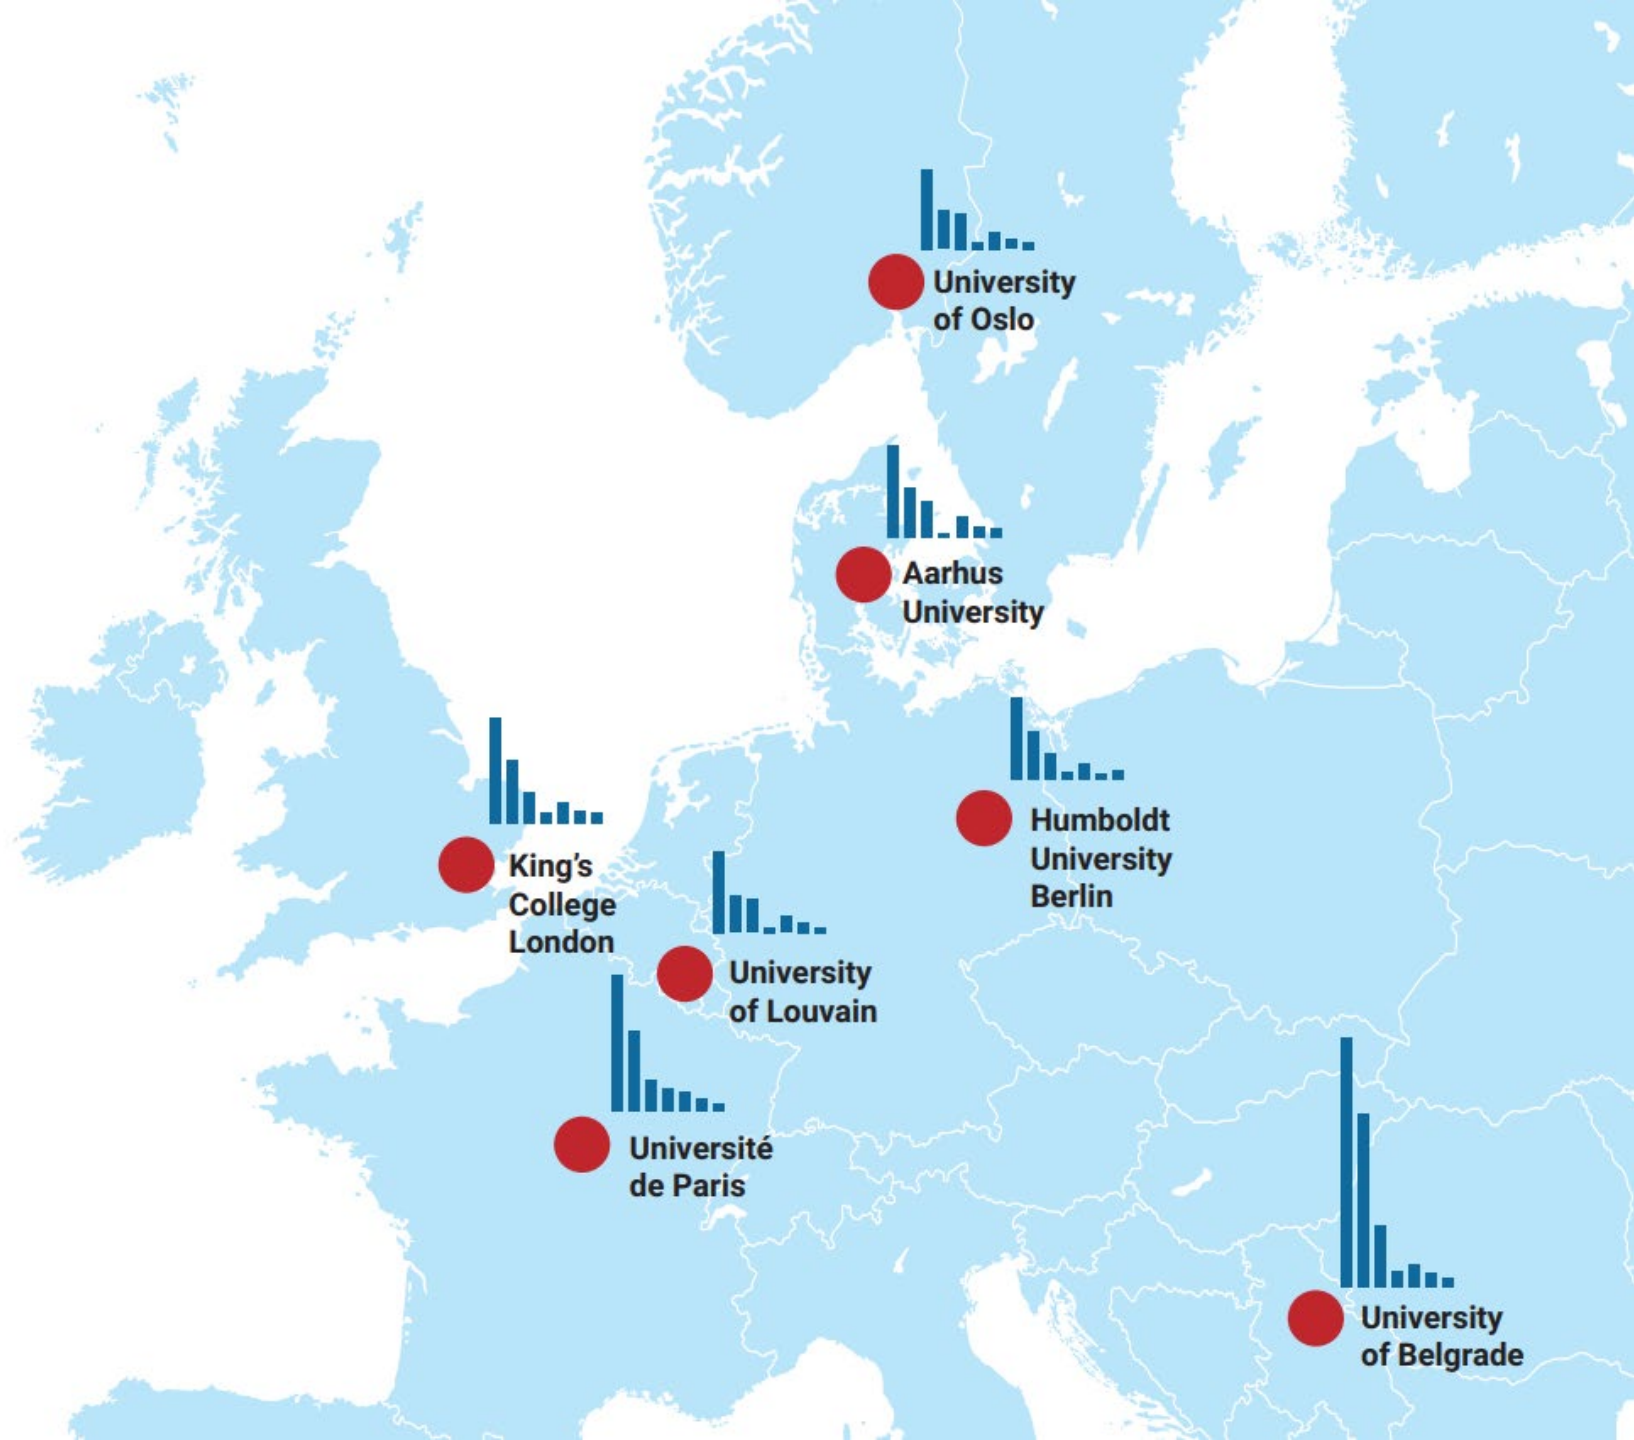 University
of Oslo
Aarhus
University
Humboldt
University
Berlin
King's
College
London
University
of Louvain
Université
de Paris
University
of Belgrade